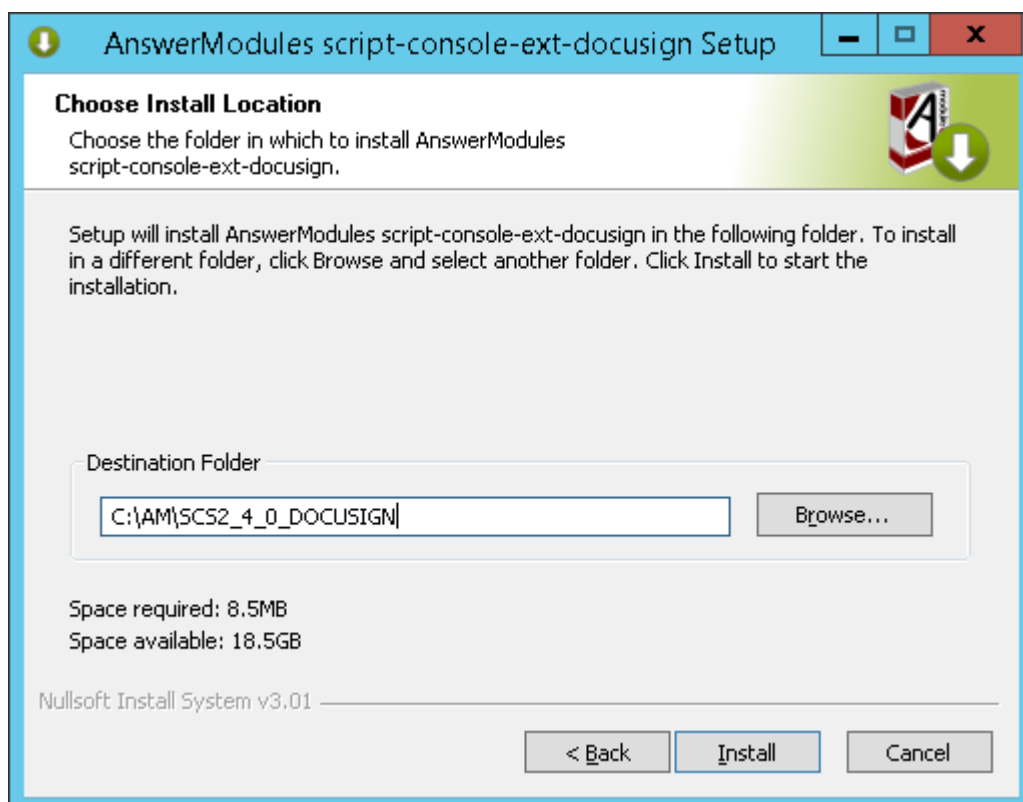 AnswerModules script-console-ext-docusign Setup
Choose Install Location
Choose the folder in which to install AnswerModules
script-console-ext-docusign.
Setup will install AnswerModules script-console-ext-docusign in the following folder. To install
in a different folder, click Browse and select another folder. Click Install to start the
installation.
Destination Folder
C:\AM\SCS2_4_0_DOCUSIGN
Browse...
Space required: 8.5MB
Space available: 18.5GB
Nullsoft Install System v3.01
< Back Install Cancel